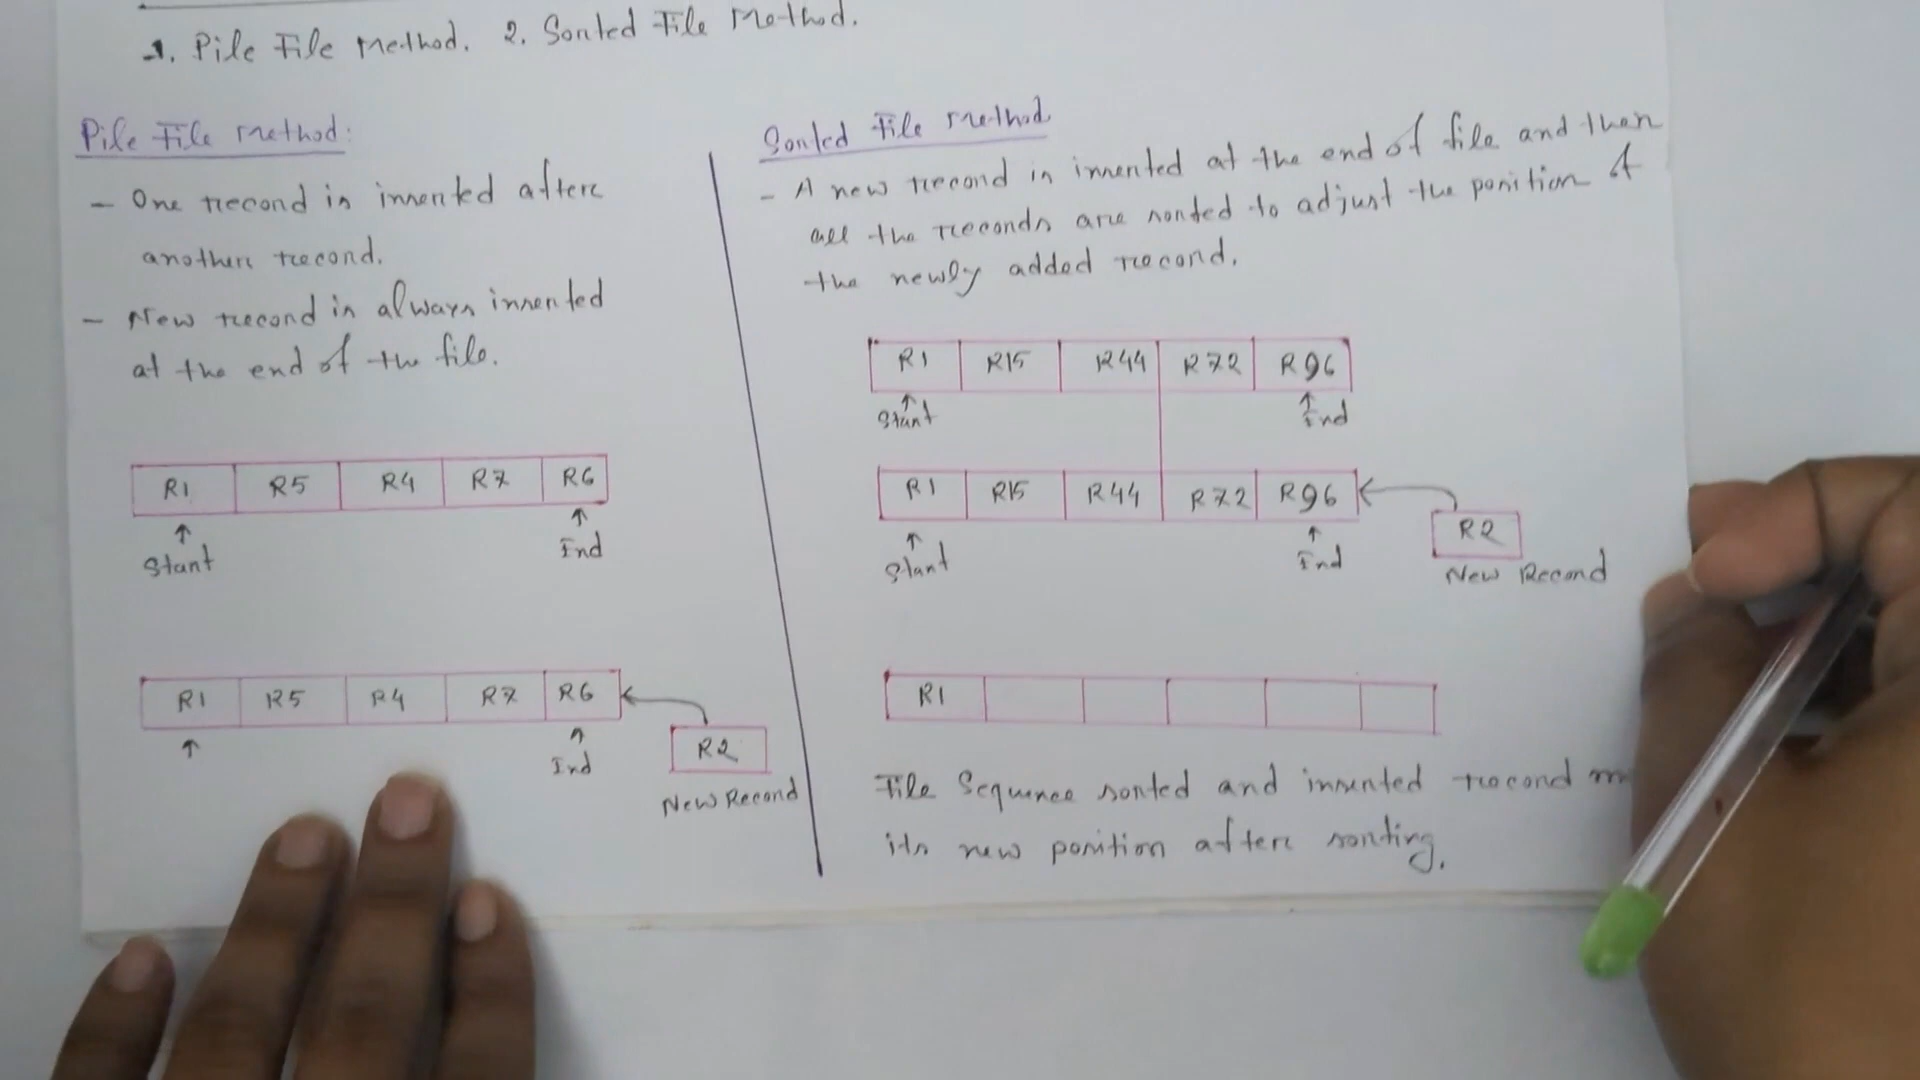 1. Pile File Method. 2. Sorted File Method.
Pile File Method:
- One record is inserted after
another record.
- New record is always inserted
at the end of the file.
R1 R5 R4 R7 R6
Start End
R1 R5 R4 R7 R6
End
R2
New Record
Sorted File Method
- A new record is inserted at the end of file and then
all the records are sorted to adjust the position of
the newly added record.
R1 R15 R44 R72 R96
Start End
R1 R15 R44 R72 R96
R2
Start End New Record
R1
File Sequence sorted and inserted record
its new position after sorting.